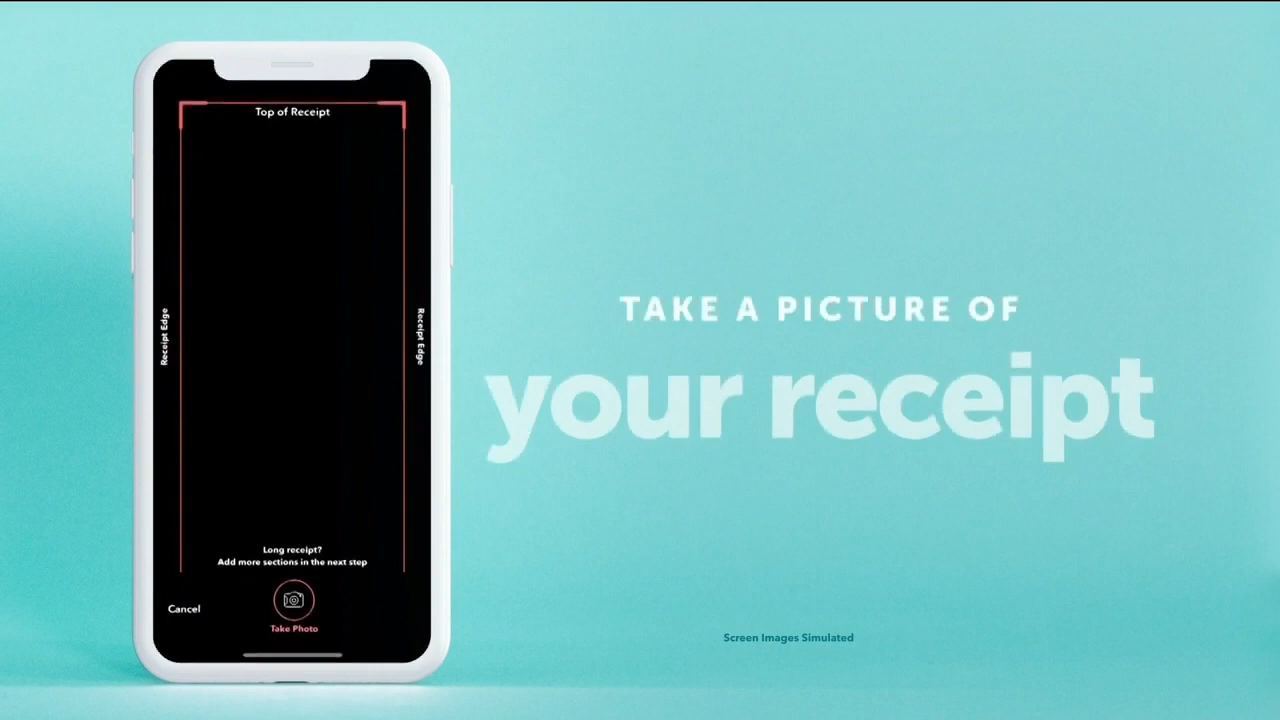 Top of Receipt
Receipt Edge
Receipt Edge
Long receipt?
Add more sections in the next step
Cancel
Take Photo
TAKE A PICTURE OF
your receipt
Screen Images Simulated